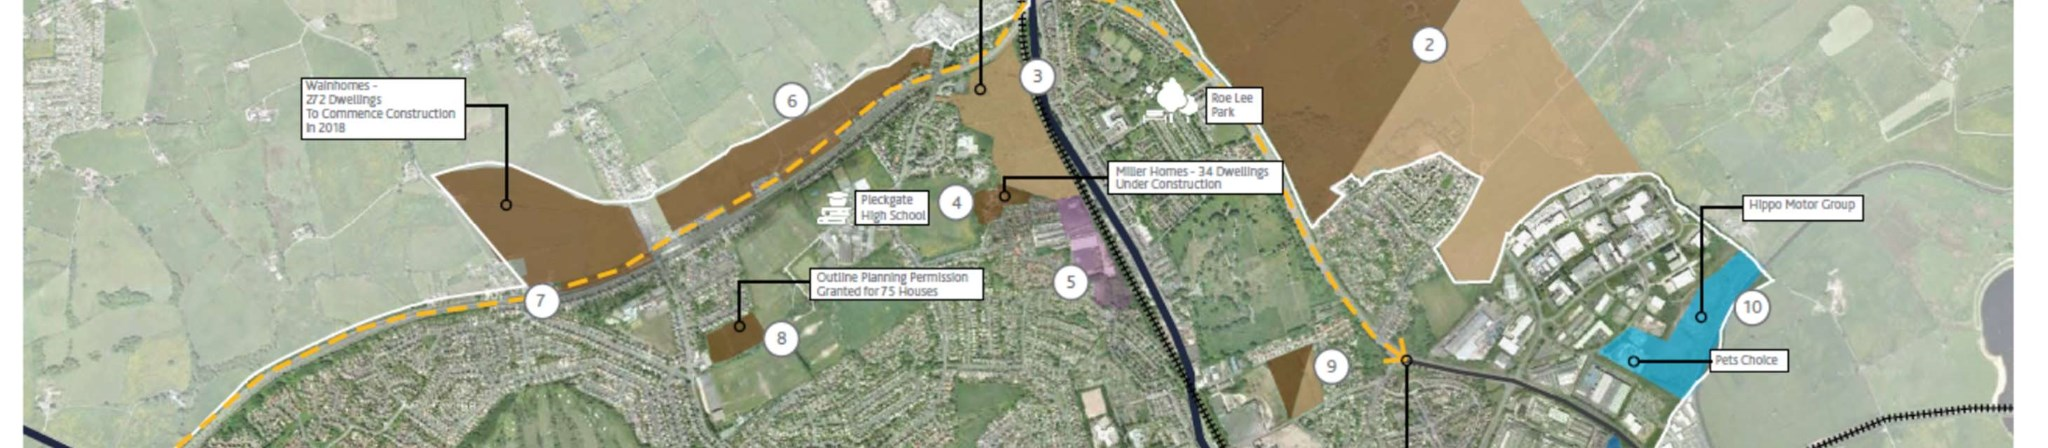 2
Wainhomes -
272 Dwellings
To Commence Construction
In 2018
6
3
Roe Lee
Park
Miller Homes - 34 Dwellings
Under Construction
Pleckgate
High School
4
Hippo Motor Group
Outline Planning Permission
Granted for 75 Houses
5
7
10
8
9
Pets Choice